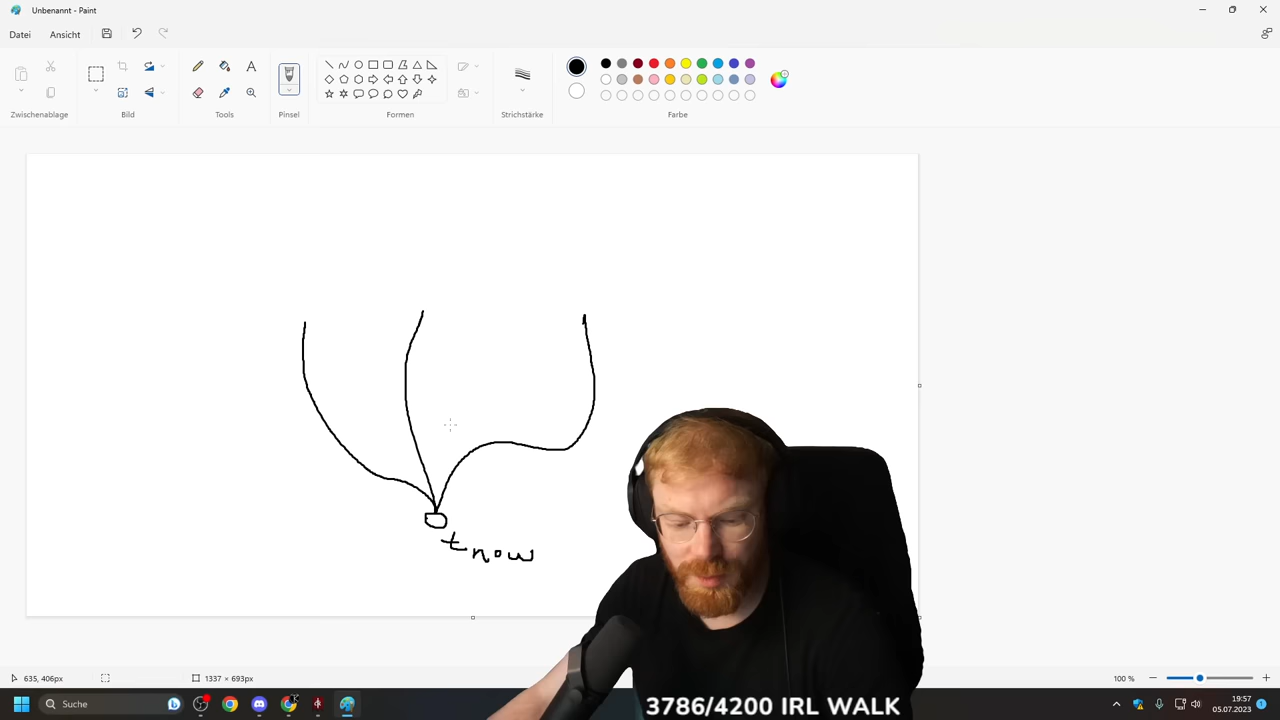 Unbenannt - Paint
Datei Ansicht
Zwischenablage Bild Tools Pinsel Formen Strichstärke Farbe
t now
635, 406px 1337 × 693px 100 %
3786/4200 IRL WALK
Suche 19:57
05.07.2023